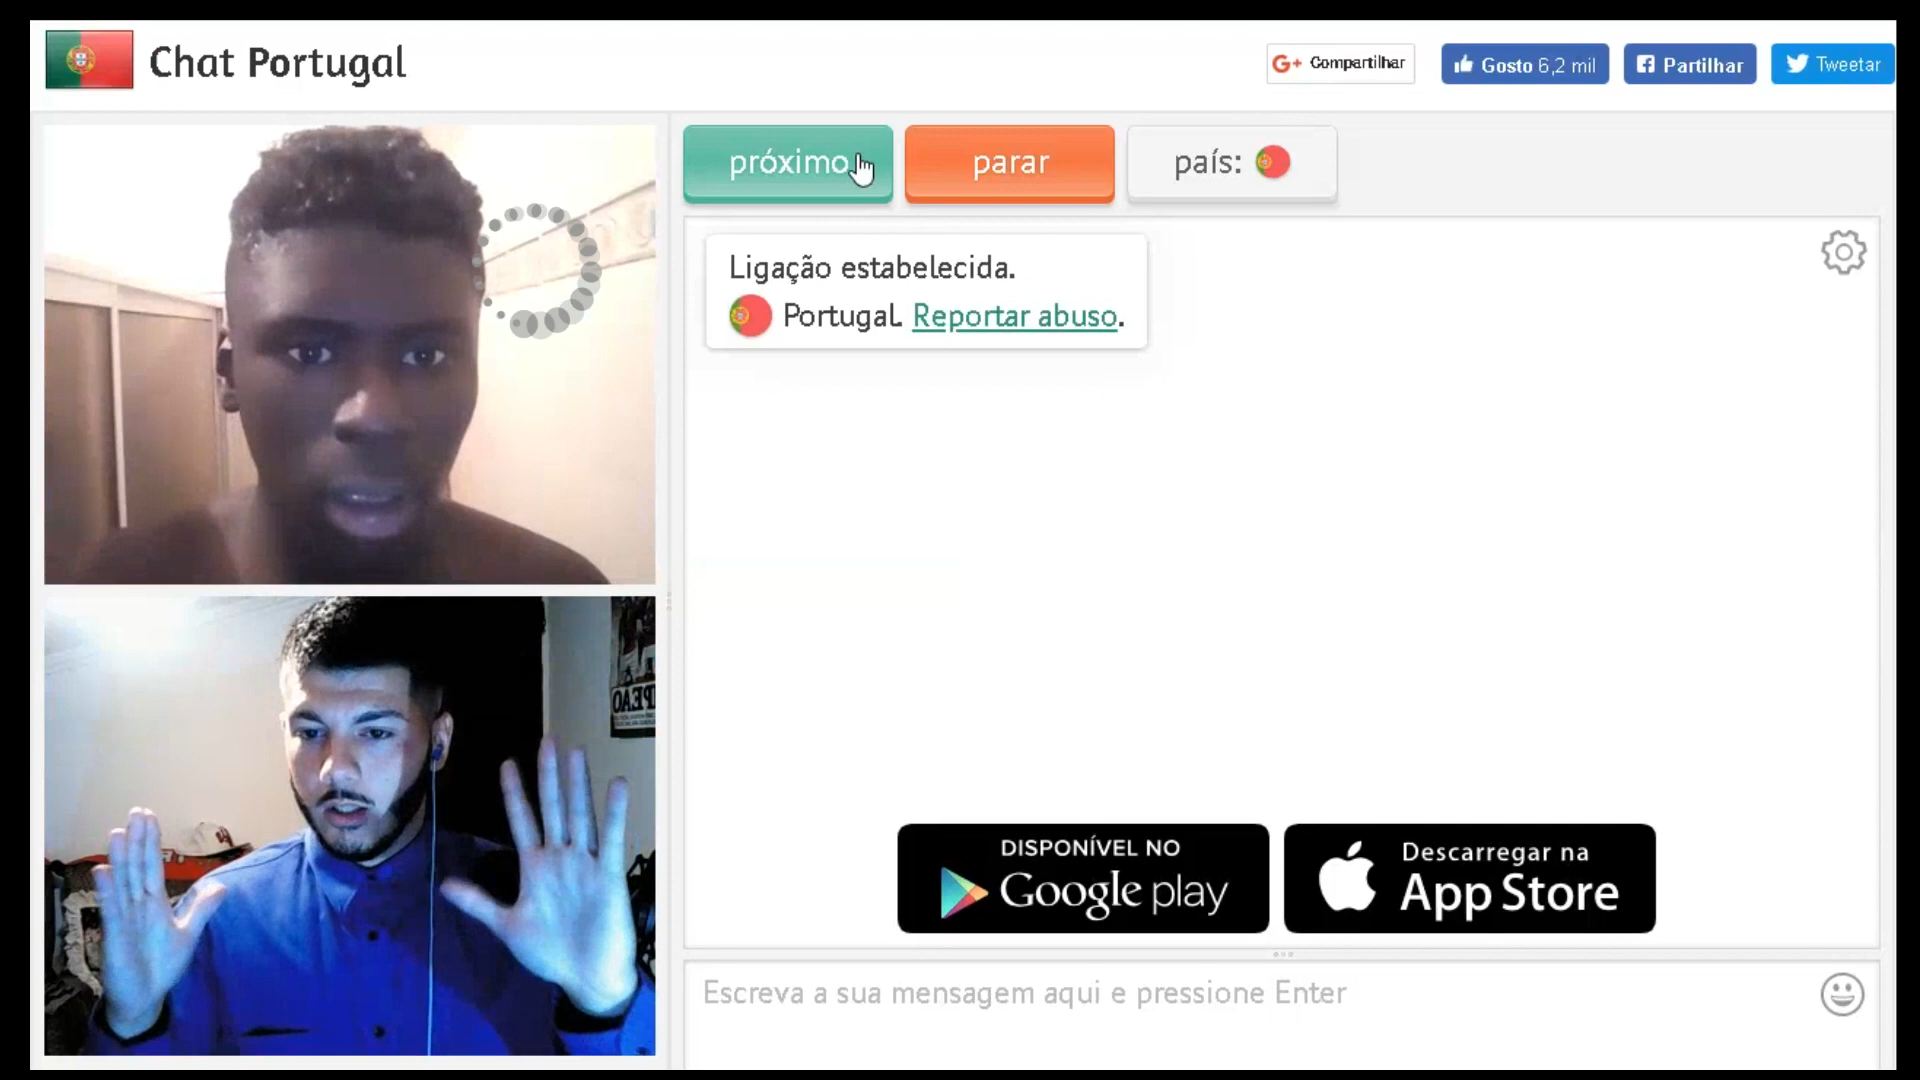 Chat Portugal
G+ Compartilhar
Gosto 6,2 mil
Partilhar
Tweetar
próximo
parar
país:
Ligação estabelecida.
Portugal. Reportar abuso.
DISPONÍVEL NO
Google play
Descarregar na
App Store
Escreva a sua mensagem aqui e pressione Enter